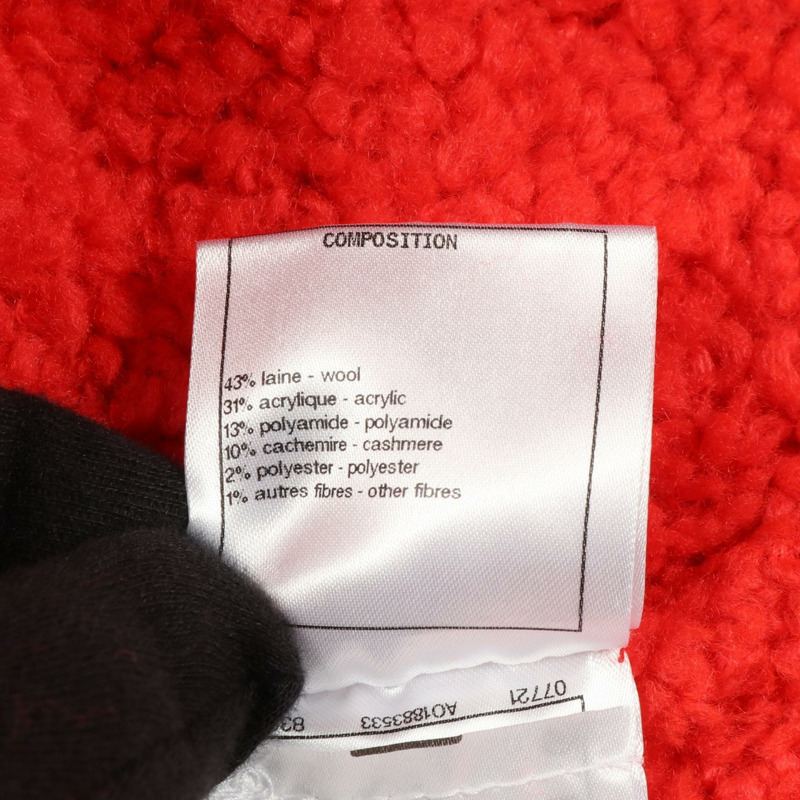 COMPOSITION
43% laine - wool
31% acrylique - acrylic
13% polyamide - polyamide
10% cachemire - cashmere
2% polyester - polyester
1% autres fibres - other fibres
07721 AO1883533